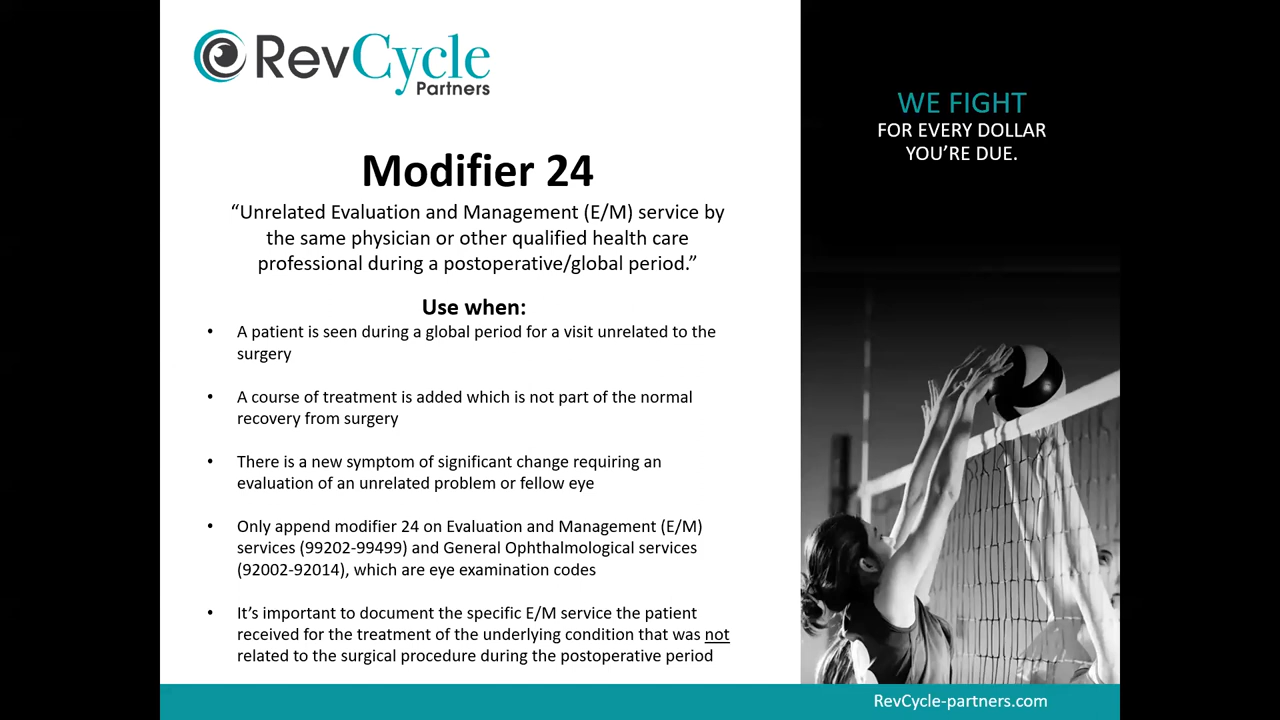 RevCycle
Partners
WE FIGHT
FOR EVERY DOLLAR
YOU’RE DUE.
Modifier 24
“Unrelated Evaluation and Management (E/M) service by
the same physician or other qualified health care
professional during a postoperative/global period.”
Use when:
• A patient is seen during a global period for a visit unrelated to the
surgery
• A course of treatment is added which is not part of the normal
recovery from surgery
• There is a new symptom of significant change requiring an
evaluation of an unrelated problem or fellow eye
• Only append modifier 24 on Evaluation and Management (E/M)
services (99202-99499) and General Ophthalmological services
(92002-92014), which are eye examination codes
• It’s important to document the specific E/M service the patient
received for the treatment of the underlying condition that was not
related to the surgical procedure during the postoperative period
RevCycle-partners.com